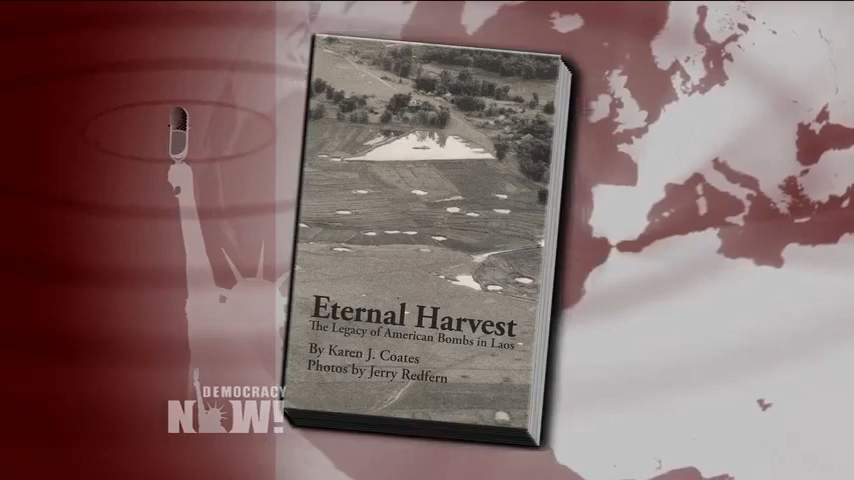 Eternal Harvest
The Legacy of American Bombs in Laos
By Karen J. Coates
Photos by Jerry Redfern
DEMOCRACY
NOW!